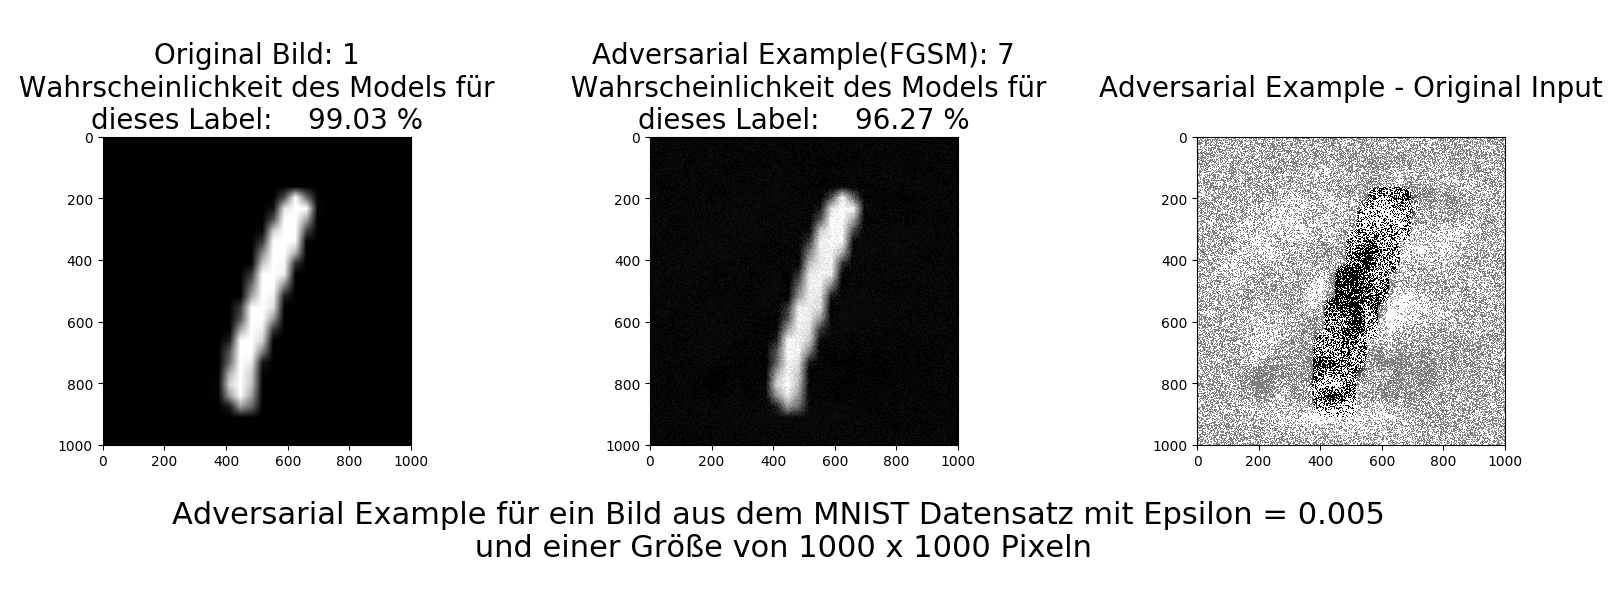 Original Bild: 1
Wahrscheinlichkeit des Models für
dieses Label: 99.03 %
Adversarial Example(FGSM): 7
Wahrscheinlichkeit des Models für
dieses Label: 96.27 %
Adversarial Example - Original Input
0
200
400
600
800
1000
0 200 400 600 800 1000
0
200
400
600
800
1000
0 200 400 600 800 1000
0
200
400
600
800
1000
0 200 400 600 800 1000
Adversarial Example für ein Bild aus dem MNIST Datensatz mit Epsilon = 0.005
und einer Größe von 1000 x 1000 Pixeln